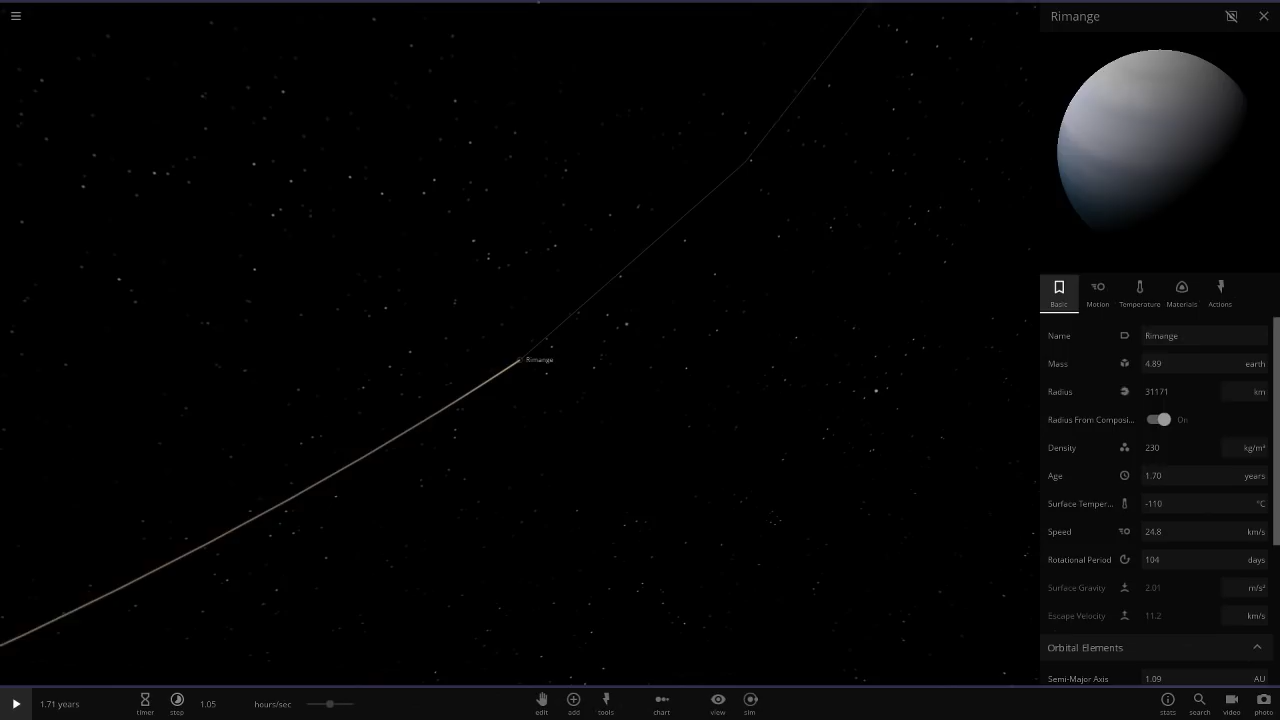 Rimange
Basic
Motion
Temperature
Materials
Actions
Name Rimange
Mass 4.89 earth
Radius 31171 km
Radius From Composi... On
Density 230 kg/m³
Age 1.70 years
Surface Temper... -110 °C
Speed 24.8 km/s
Rotational Period 104 days
Surface Gravity 2.01 m/s²
Escape Velocity 11.2 km/s
Orbital Elements
Semi-Major Axis 1.09 AU
Rimange
1.71 years
timer
step
1.05 hours/sec
edit
add
tools
chart
view
sim
stats
search
video
photo